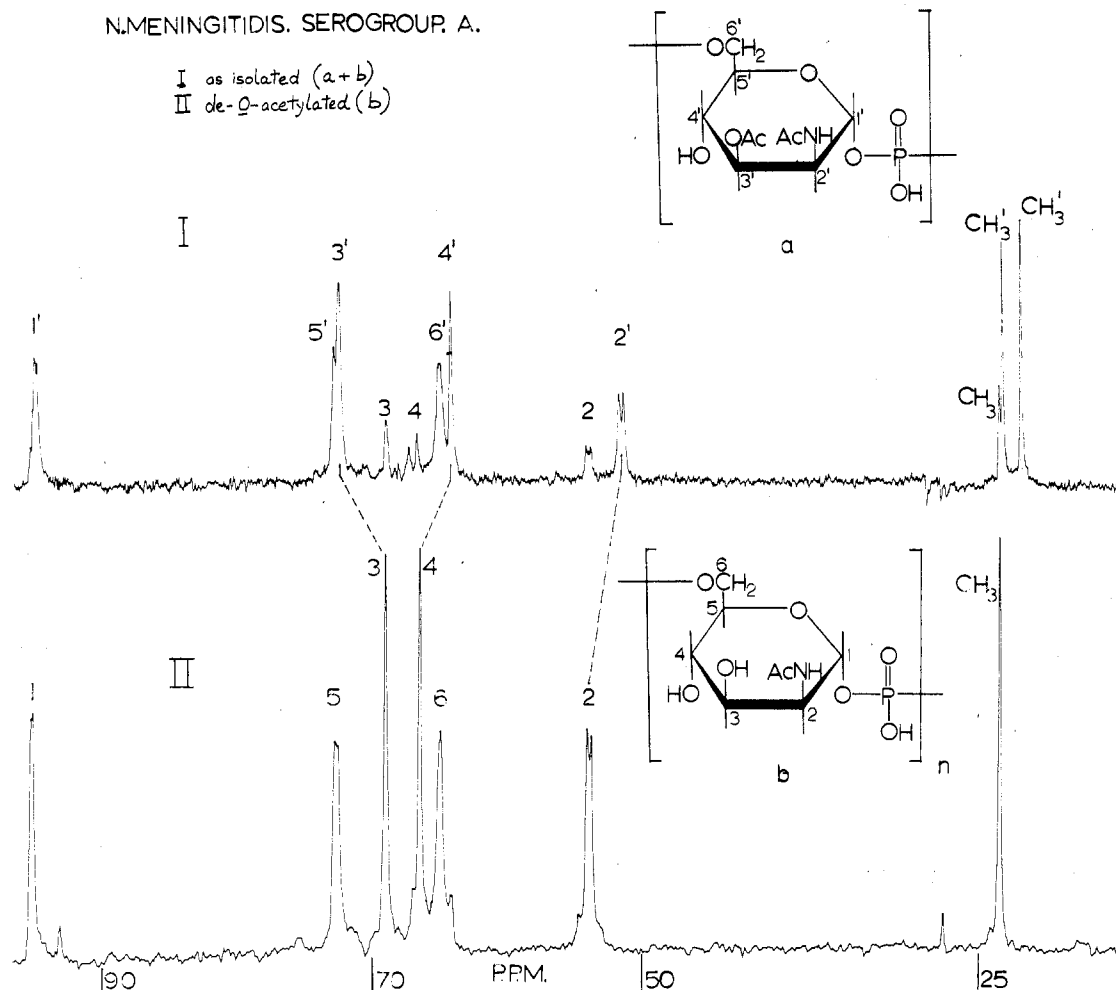 N.MENINGITIDIS. SEROGROUP. A.
I as isolated (a+b)
II de-O-acetylated (b)
6'
OCH2
5'
O
4'
1'
OAc AcNH
O
HO
O P
3' 2'
OH
a
I
3'
4'
CH3'
CH3'
1'
5'
6'
2'
3
4
2
CH3
3
4
6
OCH2
CH3
5
O
4
1
OH AcNH
O
HO
O P
3
2
OH
b
n
II
1
5
6
2
90
70
P.P.M.
50
25